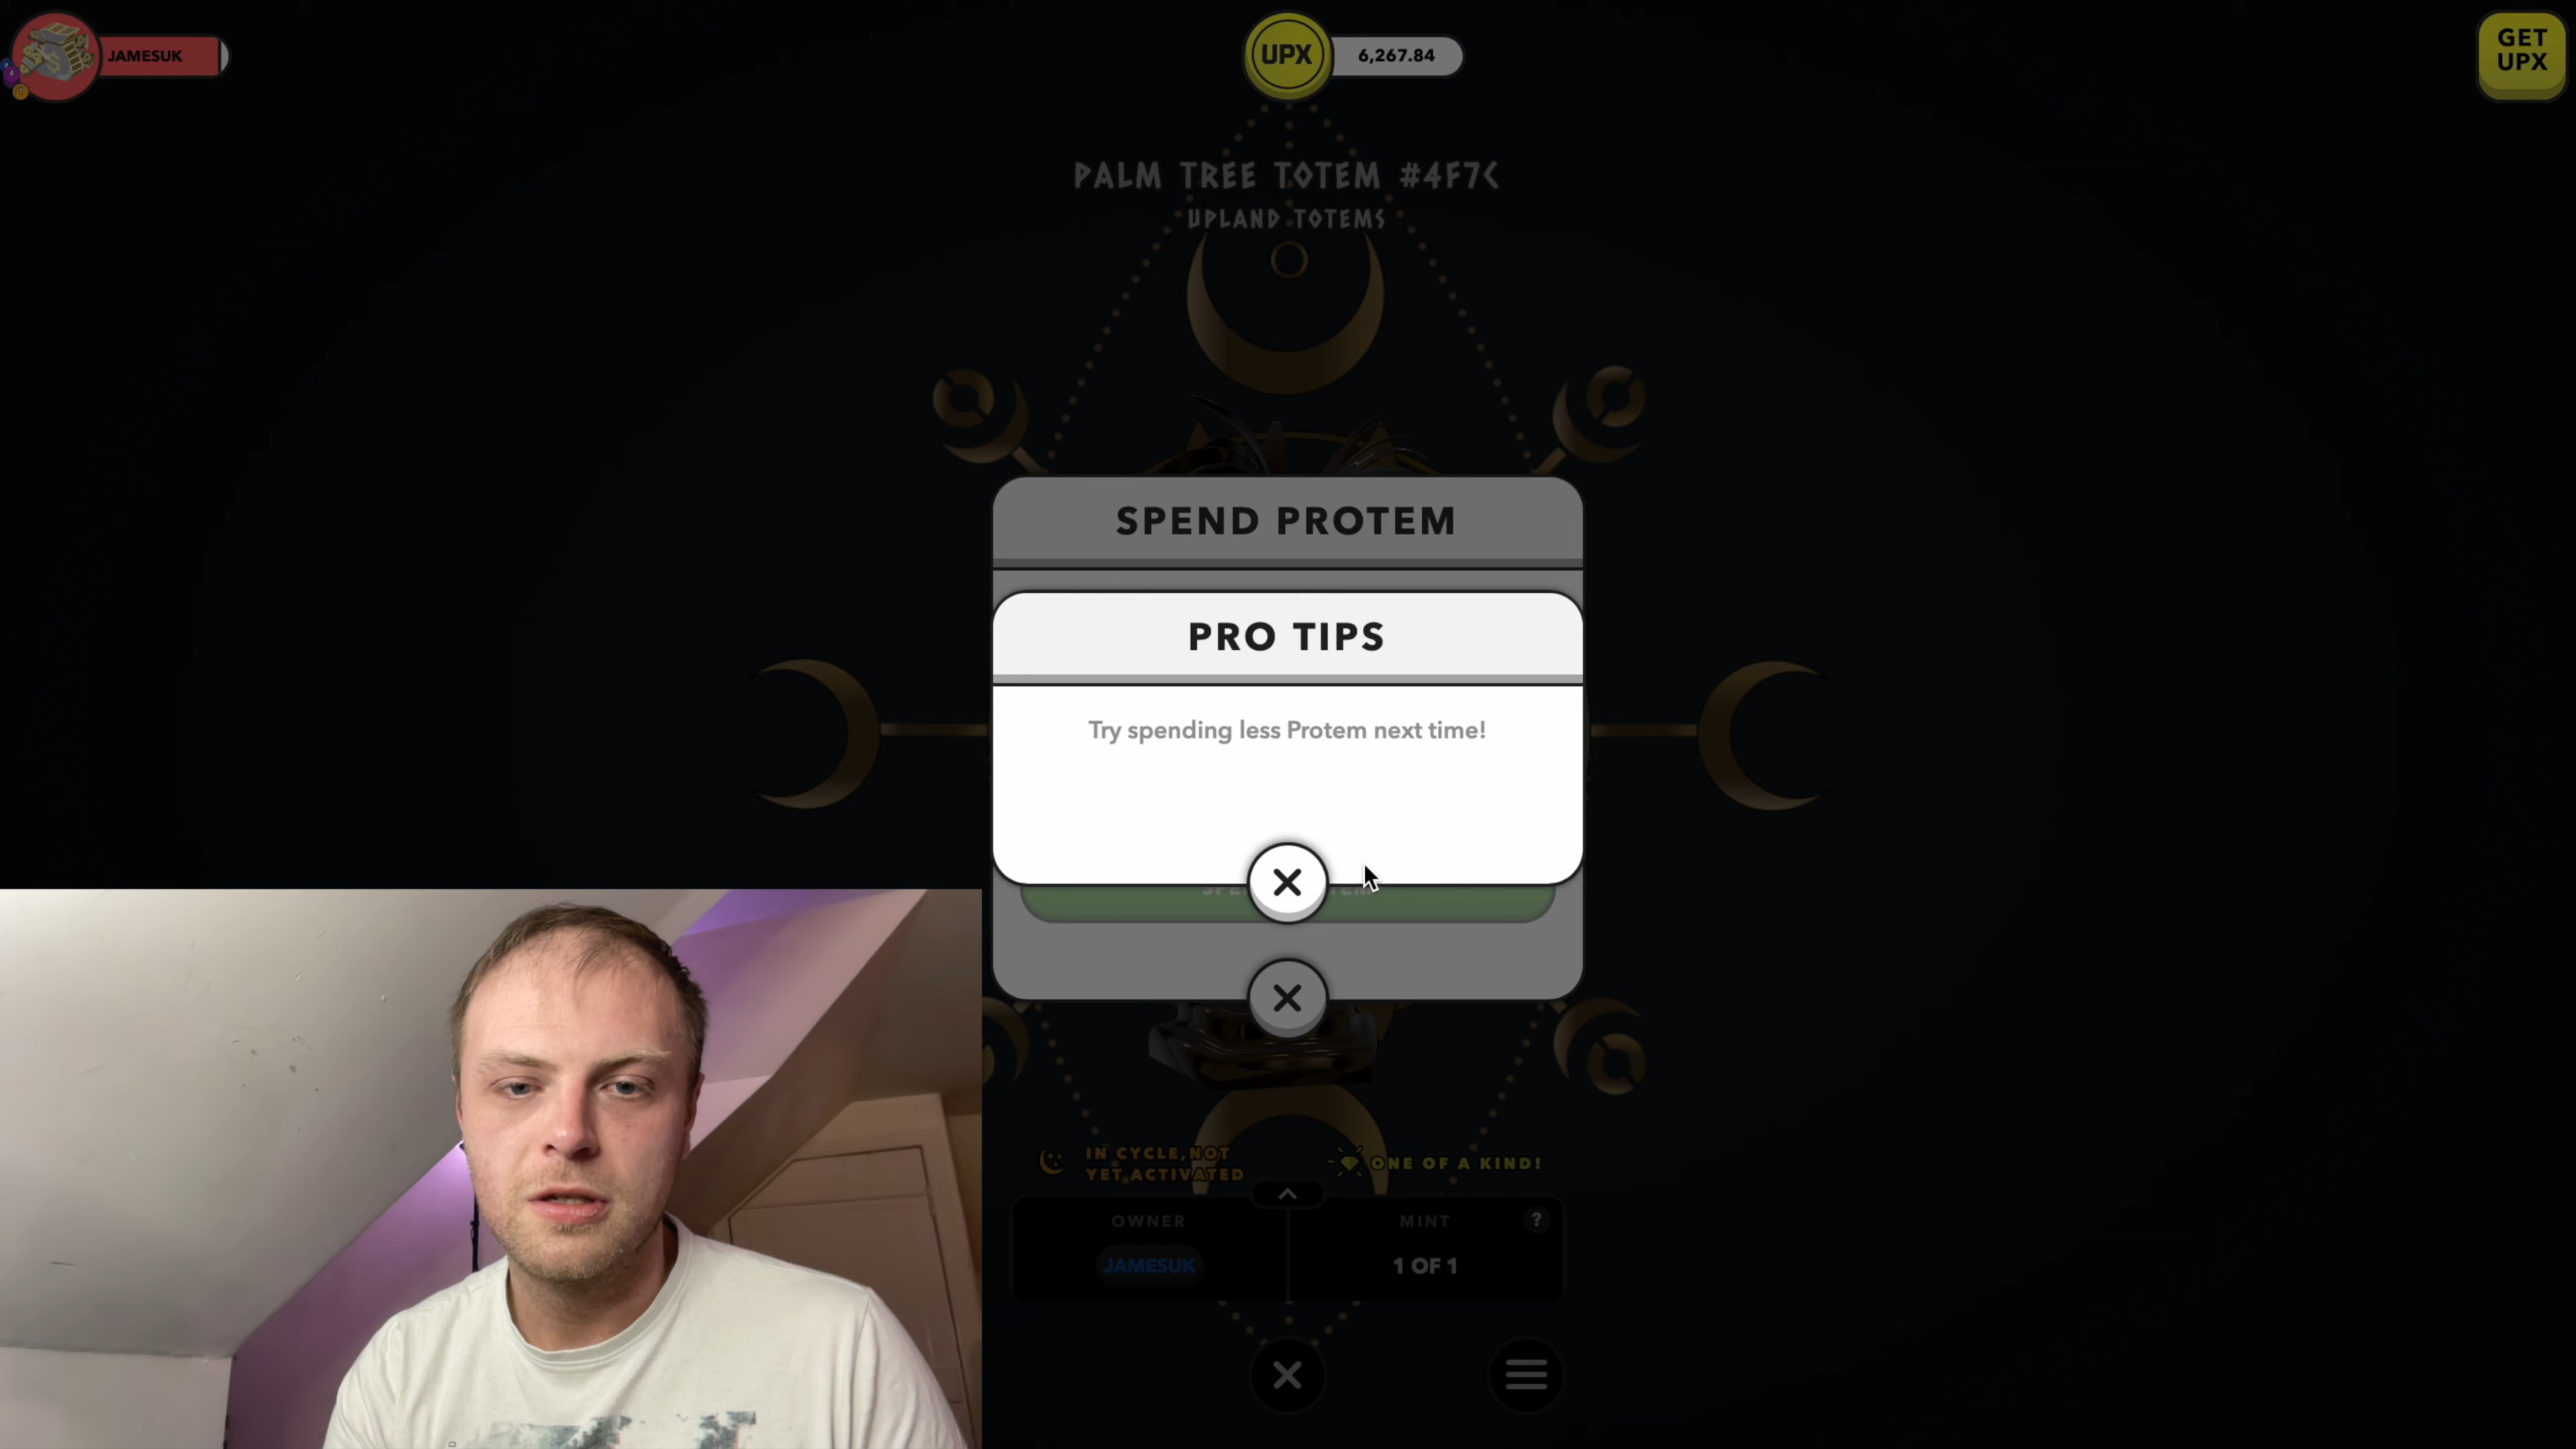 JAMESUK
UPX
6,267.84
GET
UPX
PALM TREE TOTEM #4F7C
UPLAND TOTEMS
SPEND PROTEM
PRO TIPS
Try spending less Protem next time!
IN CYCLE, NOT
YET ACTIVATED
ONE OF A KIND!
OWNER
MINT
?
JAMESUK
1 OF 1